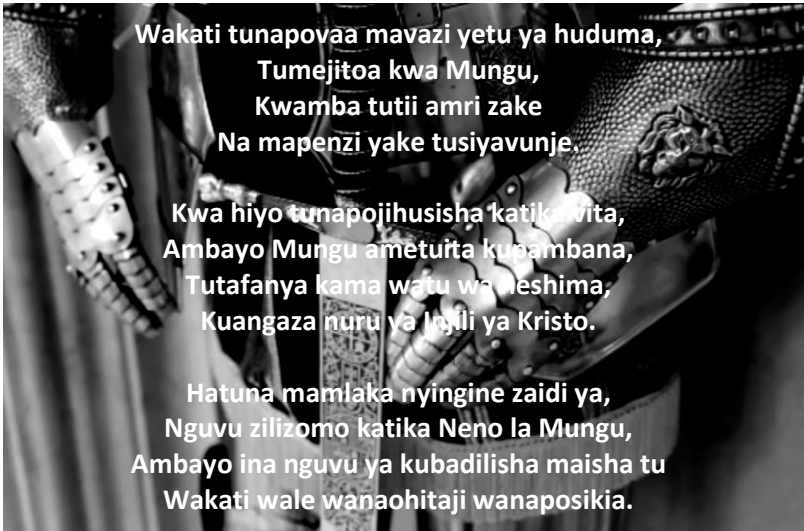 Wakati tunapovaa mavazi yetu ya huduma,
Tumejitoa kwa Mungu,
Kwamba tutii amri zake
Na mapenzi yake tusiyavunje.
Kwa hiyo tunapojihusisha katika vita,
Ambayo Mungu ametuita kupambana,
Tutafanya kama watu wa heshima,
Kuangaza nuru ya Injili ya Kristo.
Hatuna mamlaka nyingine zaidi ya,
Nguvu zilizomo katika Neno la Mungu,
Ambayo ina nguvu ya kubadilisha maisha tu
Wakati wale wanaohitaji wanaposikia.